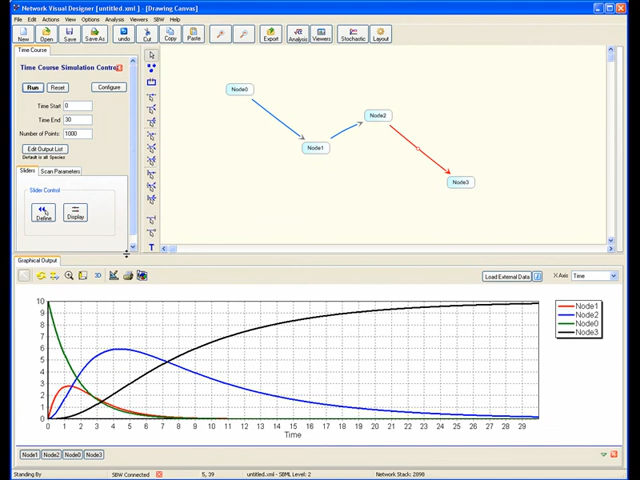 Network Visual Designer [untitled.xml ] - [Drawing Canvas]
File Edit Actions View Options Analysis Viewers SBW Help
New Open Save Save As undo Cut Copy Paste Export Analysis Viewers Stochastic Layout
Time Course
Time Course Simulation Control
Run Reset Configure
Time Start 0
Time End 30
Number of Points: 1000
Edit Output List
Default is all Species
Sliders Scan Parameters
Slider Control
Define Display
T
Node0
Node1
Node2
Node3
Graphical Output
3D
Load External Data
X Axis Time
10
9
8
7
6
5
4
3
2
1
0
0 1 2 3 4 5 6 7 8 9 10 11 12 13 14 15 16 17 18 19 20 21 22 23 24 25 26 27 28 29
Time
Node1
Node2
Node0
Node3
Node1 Node2 Node0 Node3
Standing By SBW Connected 5, 39 untitled.xml - SBML Level: 2 Network Stack: 2898